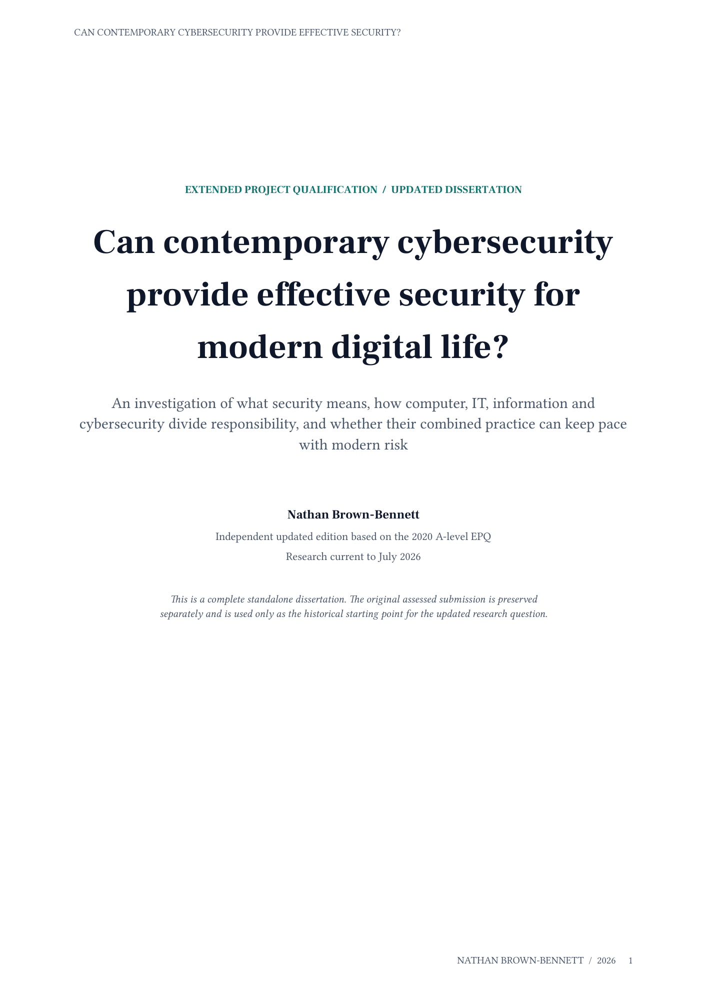 CAN CONTEMPORARY CYBERSECURITY PROVIDE EFFECTIVE SECURITY?
EXTENDED PROJECT QUALIFICATION / UPDATED DISSERTATION
Can contemporary cybersecurity
provide effective security for
modern digital life?
An investigation of what security means, how computer, IT, information and
cybersecurity divide responsibility, and whether their combined practice can keep pace
with modern risk
Nathan Brown-Bennett
Independent updated edition based on the 2020 A-level EPQ
Research current to July 2026
This is a complete standalone dissertation. The original assessed submission is preserved
separately and is used only as the historical starting point for the updated research question.
NATHAN BROWN-BENNETT / 2026 1